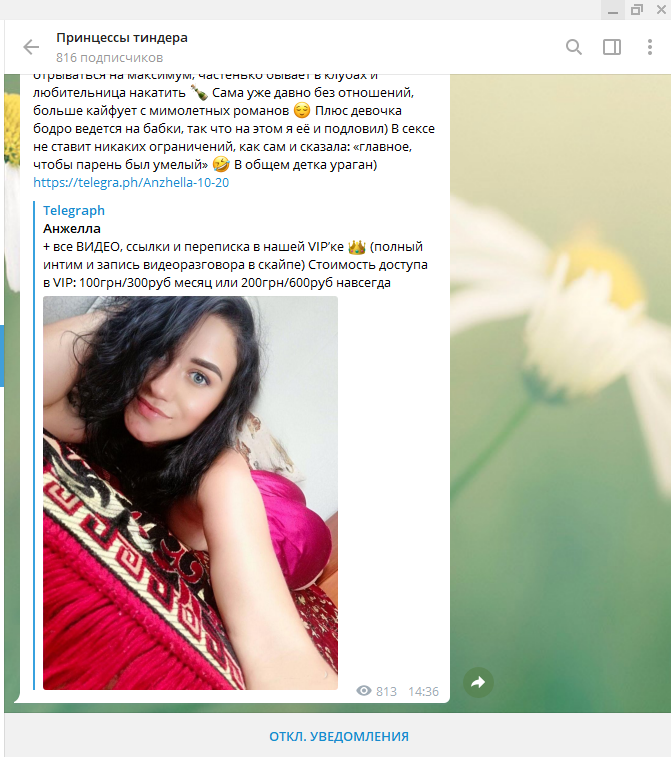 Принцессы тиндера
816 подписчиков
отрываться на максимум, частенько бывает в клубах и
любительница накатить 🍾 Сама уже давно без отношений,
больше кайфует с мимолетных романов 😌 Плюс девочка
бодро ведется на бабки, так что на этом я её и подловил) В сексе
не ставит никаких ограничений, как сам и сказала: «главное,
чтобы парень был умелый» 🤣 В общем детка ураган)
https://telegra.ph/Anzhella-10-20
Telegraph
Анжелла
+ все ВИДЕО, ссылки и переписка в нашей VIP'ке 👑 (полный
интим и запись видеоразговора в скайпе) Стоимость доступа
в VIP: 100грн/300руб месяц или 200грн/600руб навсегда
813 14:36
ОТКЛ. УВЕДОМЛЕНИЯ